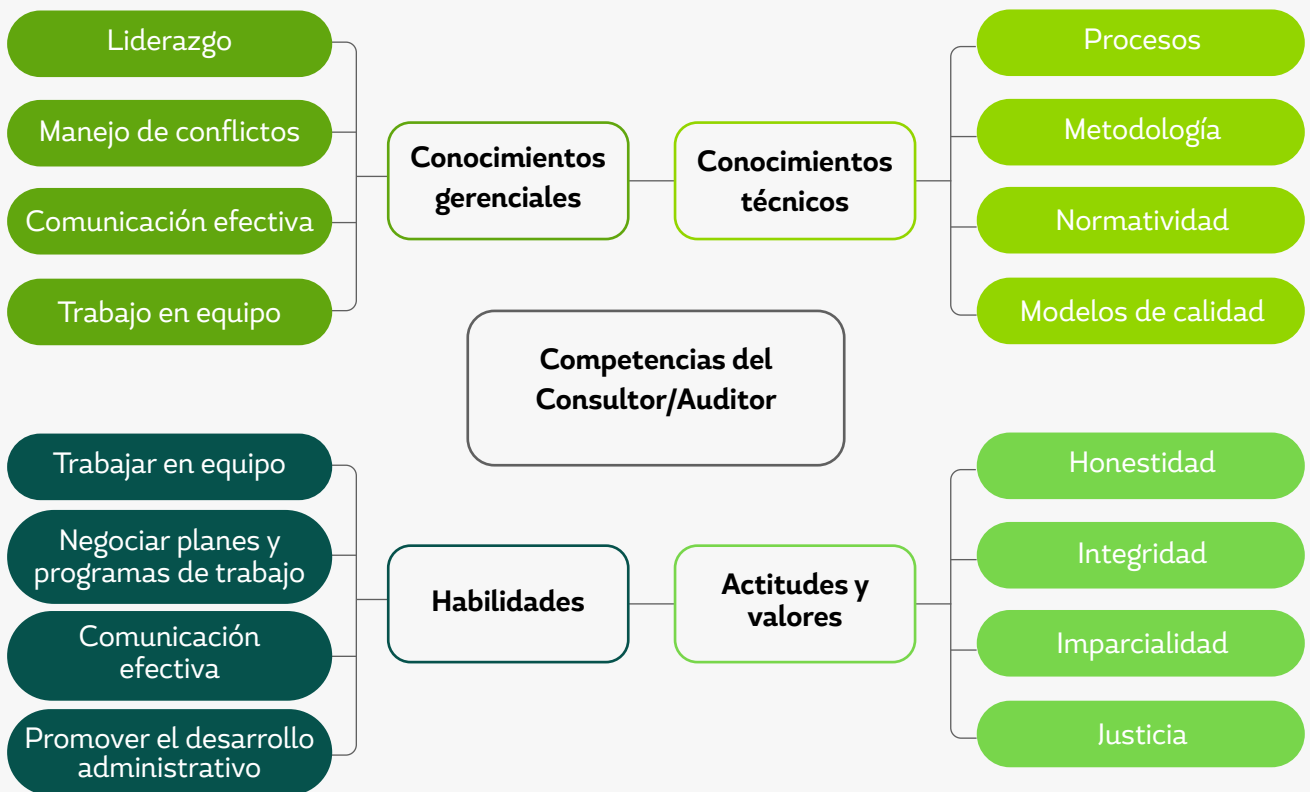 Liderazgo
Manejo de conflictos
Comunicación efectiva
Trabajo en equipo
Conocimientos
gerenciales
Conocimientos
técnicos
Procesos
Metodología
Normatividad
Modelos de calidad
Competencias del
Consultor/Auditor
Trabajar en equipo
Negociar planes y
programas de trabajo
Comunicación
efectiva
Promover el desarrollo
administrativo
Habilidades
Actitudes y
valores
Honestidad
Integridad
Imparcialidad
Justicia